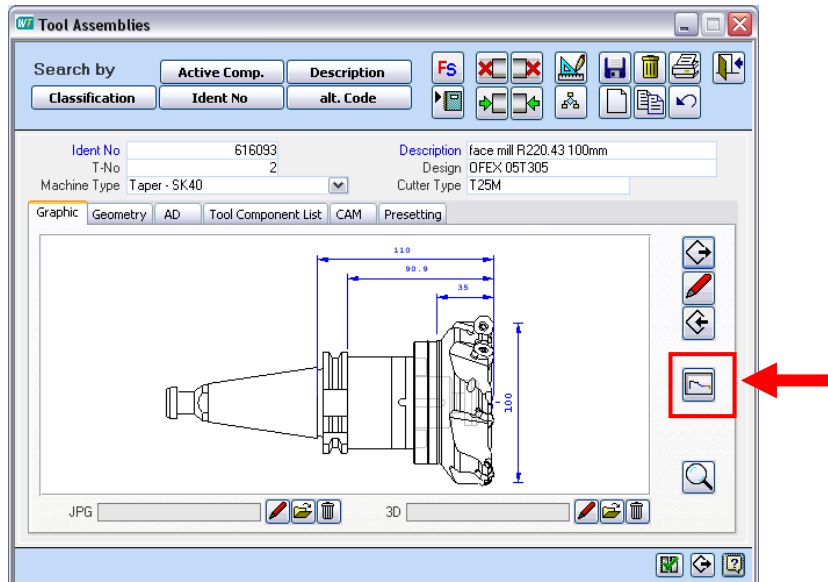 WT Tool Assemblies
Search by Active Comp. Description FS
Classification Ident No alt. Code
Ident No 616093 Description face mill R220.43 100mm
T-No 2 Design OFEX 05T305
Machine Type Taper - SK40 Cutter Type T25M
Graphic Geometry AD Tool Component List CAM Presetting
110
90.9
35
100
JPG 3D